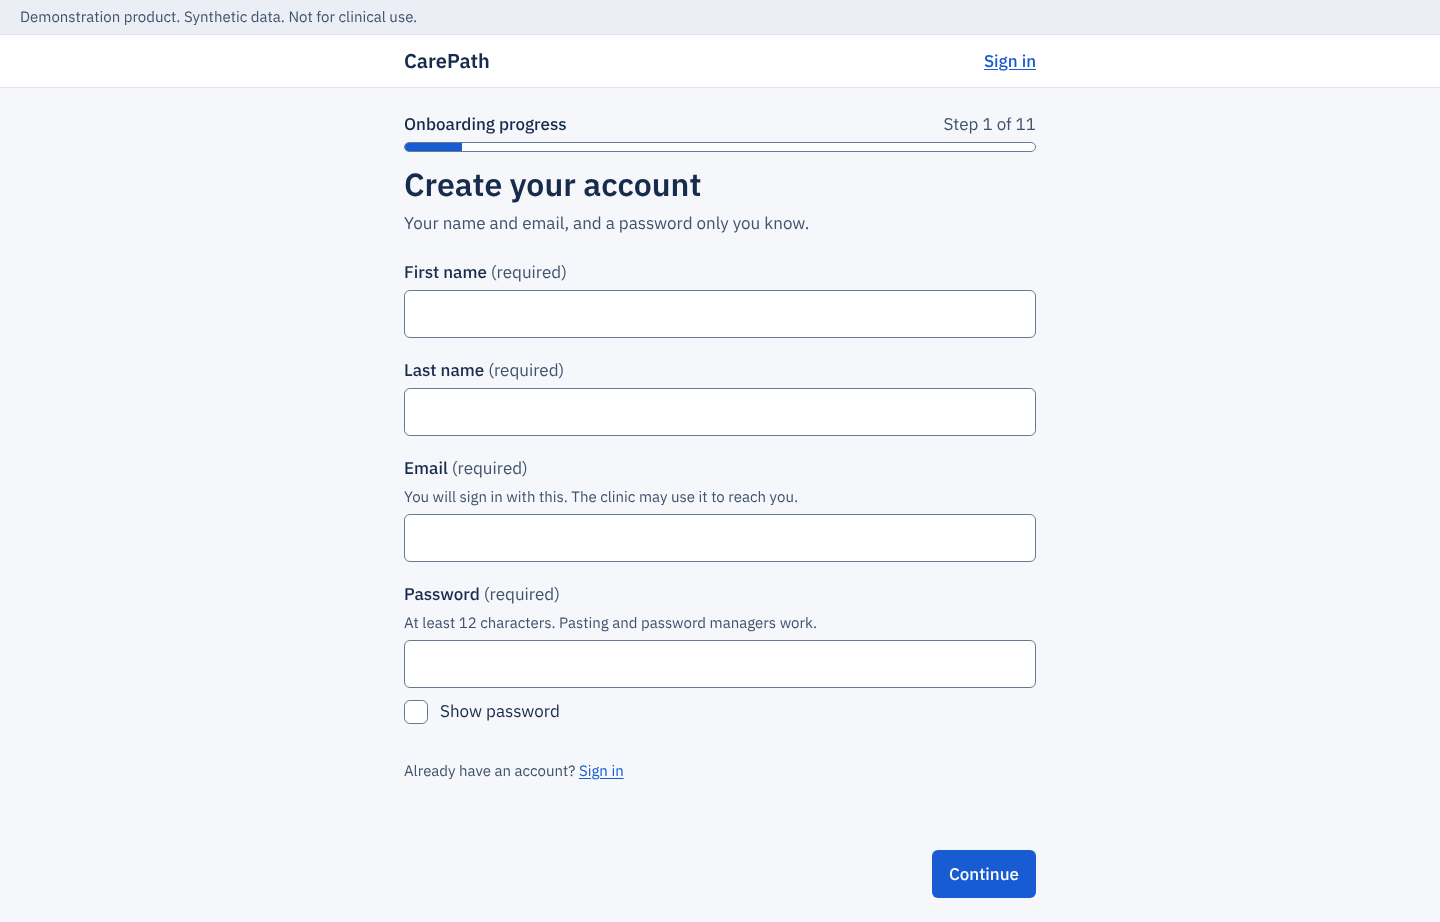 Demonstration product. Synthetic data. Not for clinical use.
CarePath
Sign in
Onboarding progress
Step 1 of 11
Create your account
Your name and email, and a password only you know.
First name (required)
Last name (required)
Email (required)
You will sign in with this. The clinic may use it to reach you.
Password (required)
At least 12 characters. Pasting and password managers work.
Show password
Already have an account? Sign in
Continue